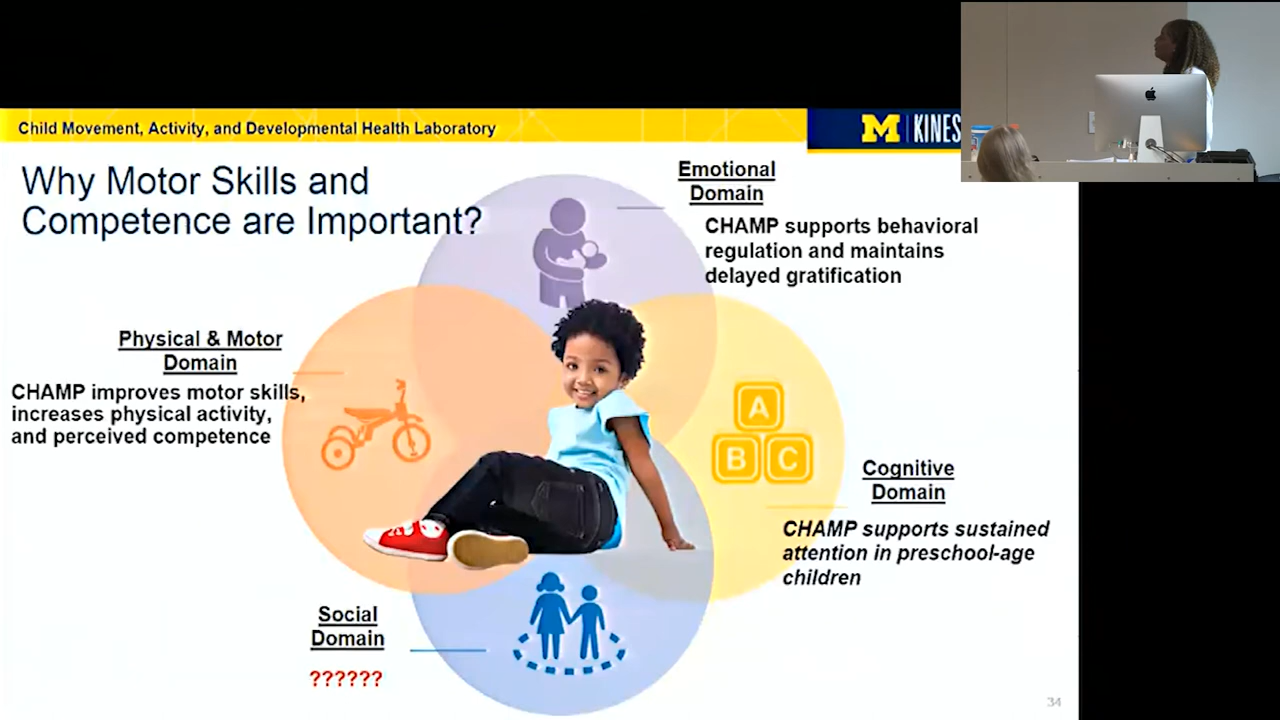 Child Movement, Activity, and Developmental Health Laboratory
M | KINES
Why Motor Skills and
Competence are Important?
Emotional
Domain
CHAMP supports behavioral
regulation and maintains
delayed gratification
Physical & Motor
Domain
CHAMP improves motor skills,
increases physical activity,
and perceived competence
A
B C
Cognitive
Domain
CHAMP supports sustained
attention in preschool-age
children
Social
Domain
??????
34